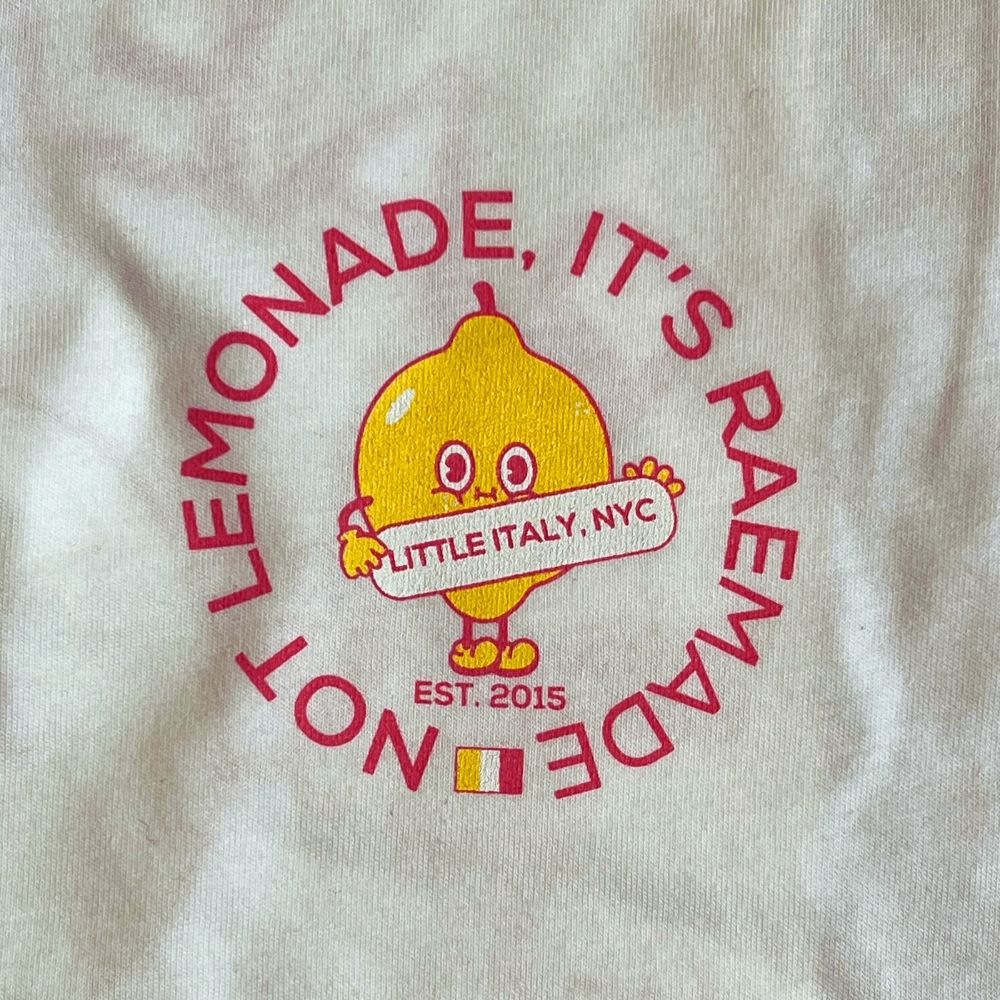 NOT LEMONADE, IT'S RAEMADE
LITTLE ITALY, NYC
EST. 2015